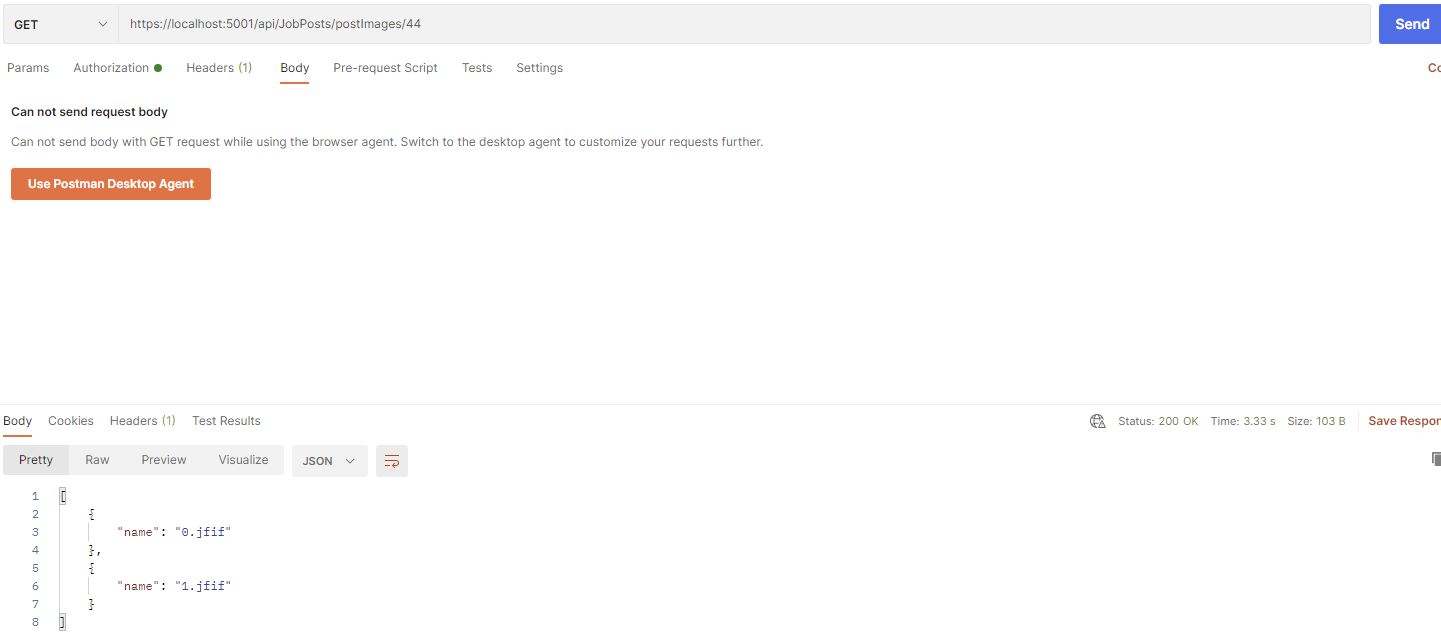 GET https://localhost:5001/api/JobPosts/postImages/44 Send
Params Authorization Headers (1) Body Pre-request Script Tests Settings
Can not send request body
Can not send body with GET request while using the browser agent. Switch to the desktop agent to customize your requests further.
Use Postman Desktop Agent
Body Cookies Headers (1) Test Results Status: 200 OK Time: 3.33 s Size: 103 B Save Respon
Pretty Raw Preview Visualize JSON
1 [
2 {
3 "name": "0.jfif"
4 },
5 {
6 "name": "1.jfif"
7 }
8 ]